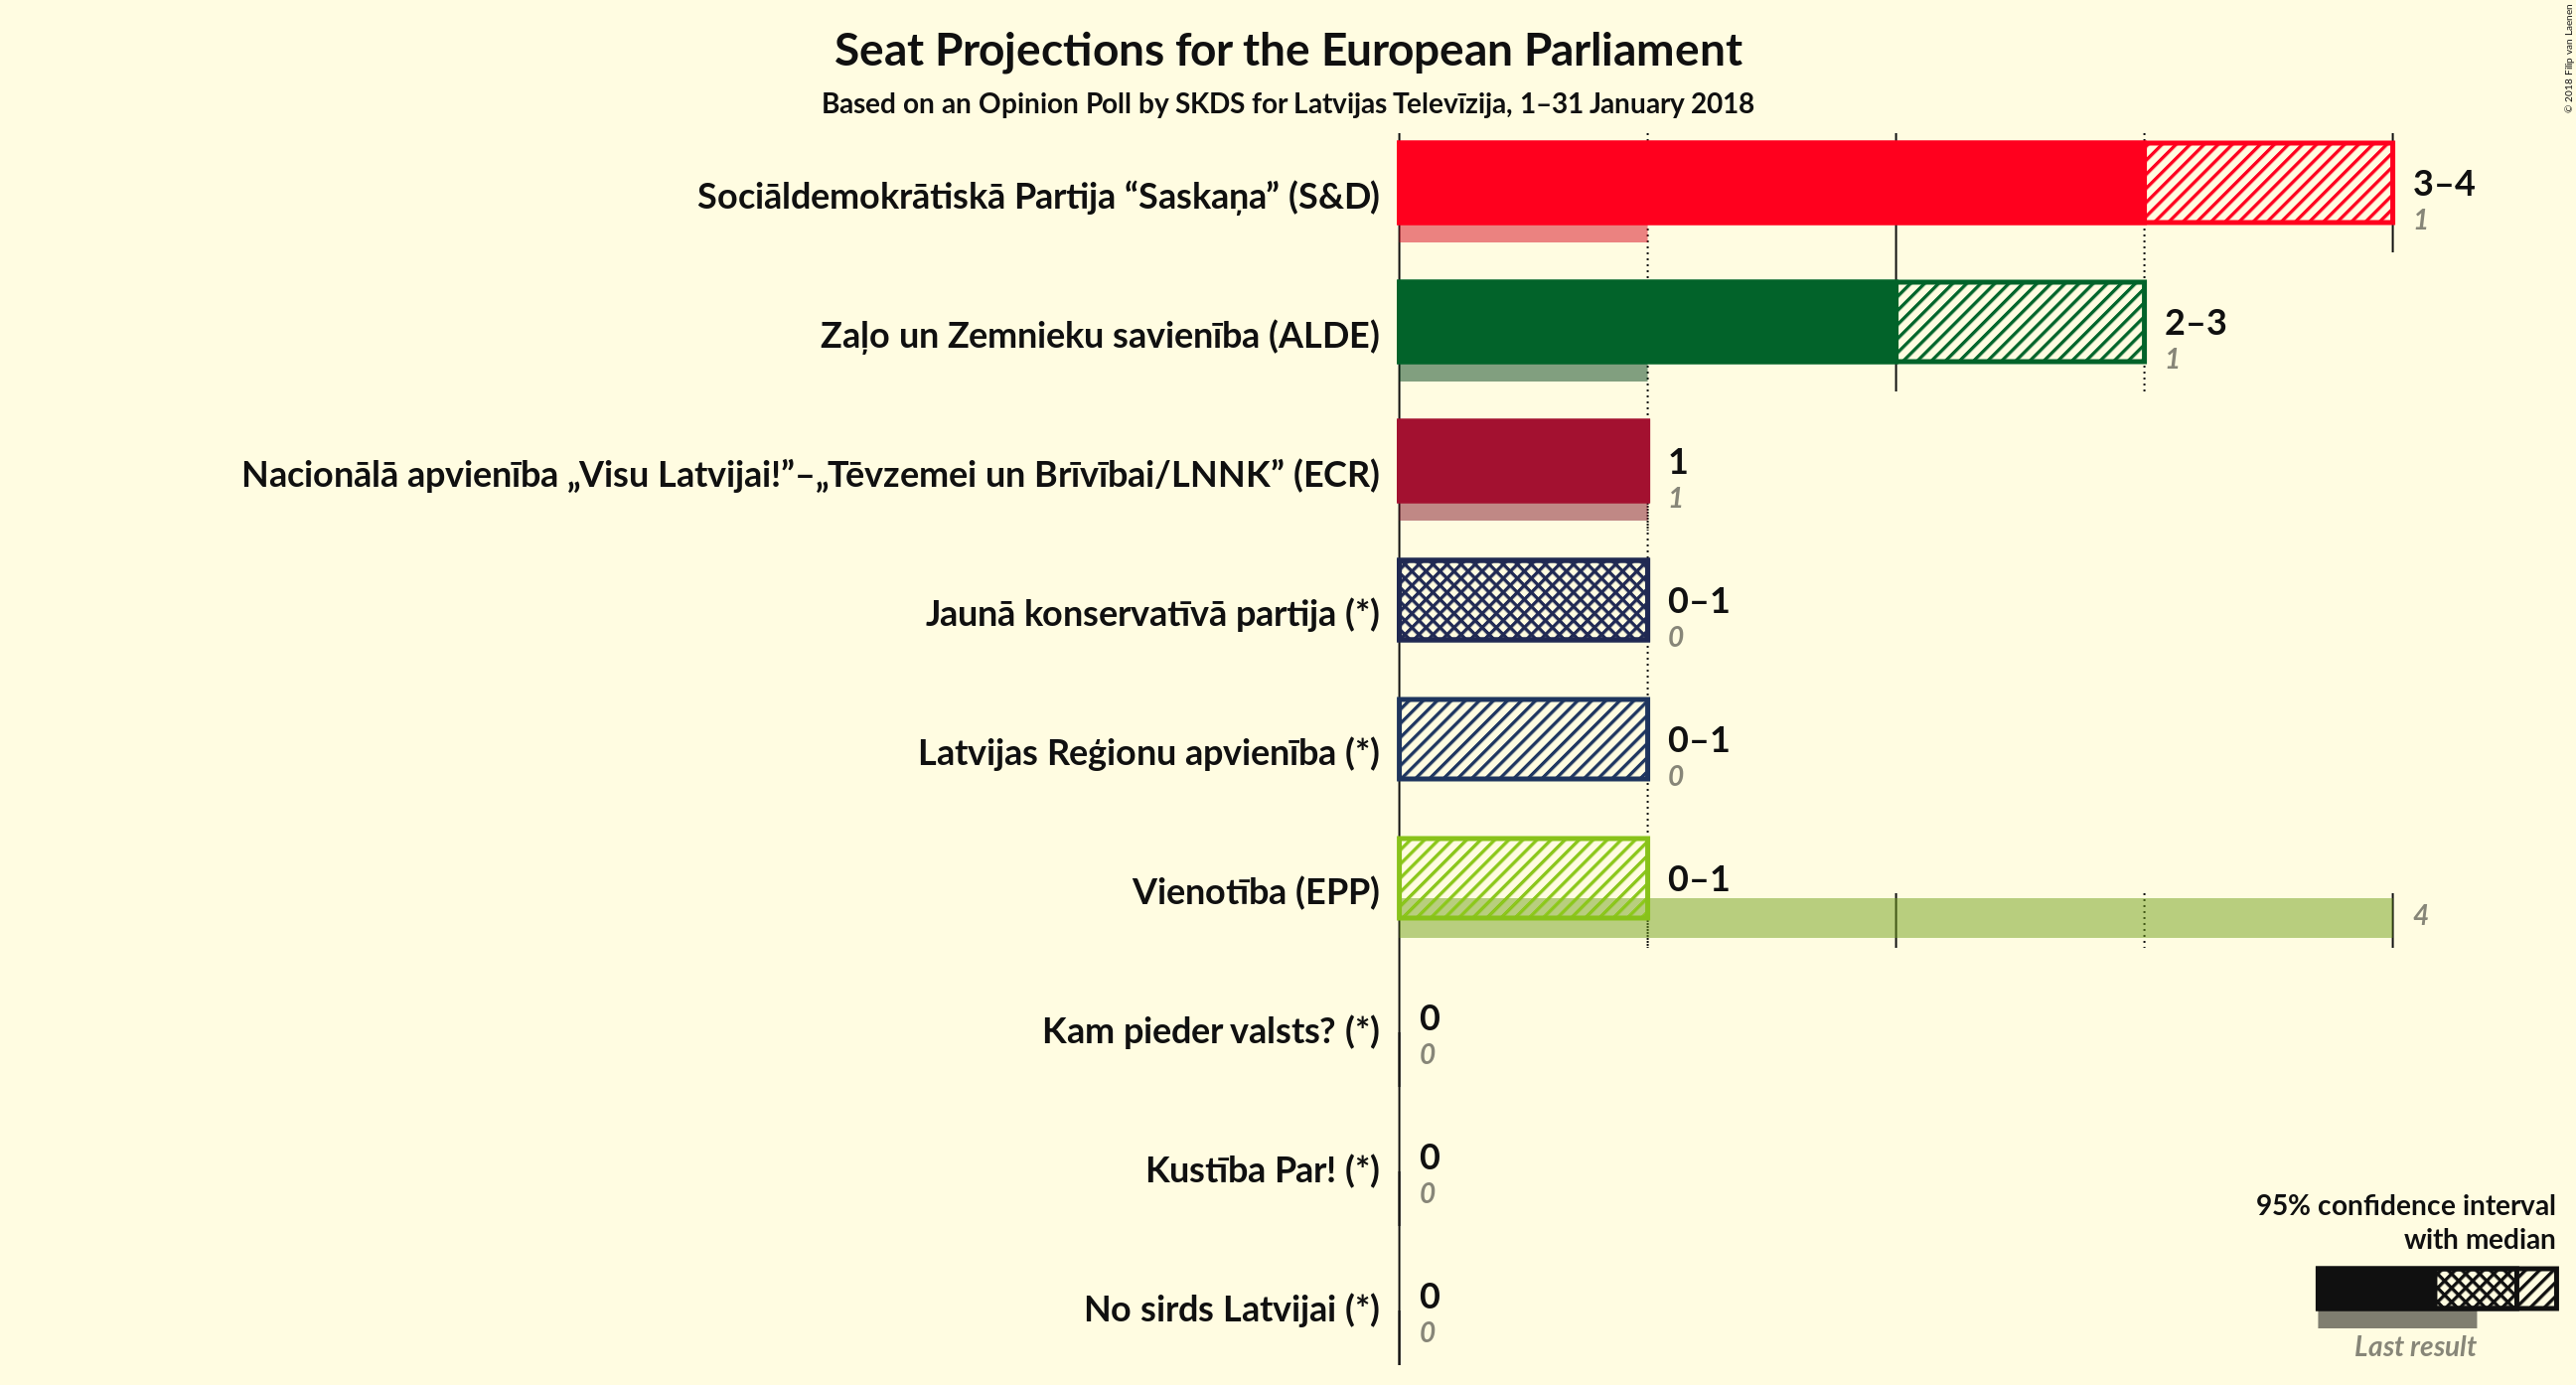 Seat Projections for the European Parliament
Based on an Opinion Poll by SKDS for Latvijas Televīzija, 1–31 January 2018
© 2018 Filip van Laenen
Sociāldemokrātiskā Partija “Saskaņa” (S&D)
3–4
1
Zaļo un Zemnieku savienība (ALDE)
2–3
1
Nacionālā apvienība „Visu Latvijai!”–„Tēvzemei un Brīvībai/LNNK” (ECR)
1
1
Jaunā konservatīvā partija (*)
0–1
0
Latvijas Reģionu apvienība (*)
0–1
0
Vienotība (EPP)
0–1
4
Kam pieder valsts? (*)
0
0
Kustība Par! (*)
0
0
No sirds Latvijai (*)
0
0
95% confidence interval
with median
Last result